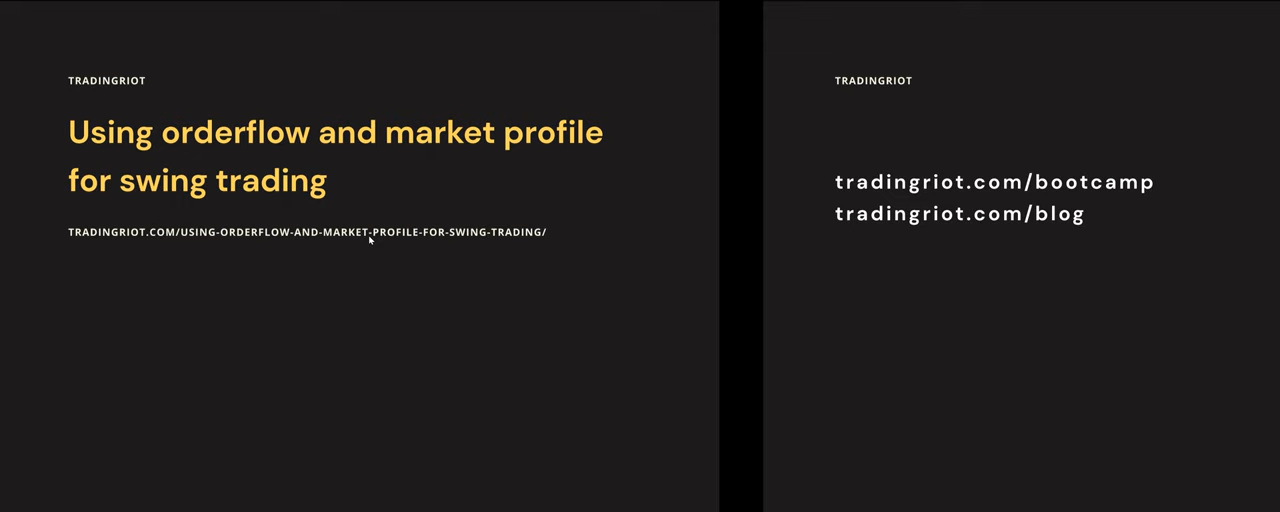 TRADINGRIOT
Using orderflow and market profile
for swing trading
TRADINGRIOT.COM/USING-ORDERFLOW-AND-MARKET-PROFILE-FOR-SWING-TRADING/
TRADINGRIOT
tradingriot.com/bootcamp
tradingriot.com/blog